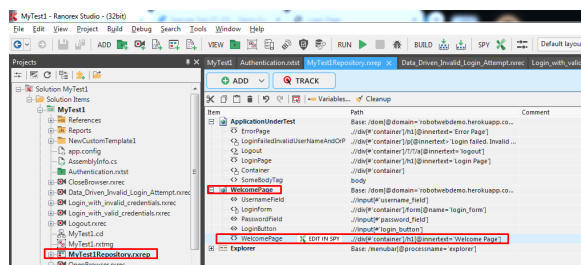 MyTest1 - Ranorex Studio - (32bit)
File Edit View Project Build Debug Search Tools Window Help
ADD VIEW RUN BUILD SPY Default layou
Projects
MyTest1 Authentication.rxtst MyTest1Repository.rxrep Data_Driven_Invalid_Login_Attempt.rxrec Login_with_valid
ADD TRACK
Variables... Cleanup
Solution MyTest1
Solution Items
MyTest1
References
Reports
NewCustomTemplate1
app.config
AssemblyInfo.cs
Authentication.rxtst
CloseBrowser.rxrec
Data_Driven_Invalid_Login_Attempt.rxrec
Login_with_invalid_credentials.rxrec
Login_with_valid_credentials.rxrec
Logout.rxrec
MyTest1.cd
MyTest1.rxtmg
MyTest1Repository.rxrep
OpenBrowser.rxrec
Item Path Comment
ApplicationUnderTest Base: /dom[@domain='robotwebdemo.herokuapp.co...
ErrorPage .//div[#'container']/h1[@innertext='Error Page']
LoginFailedInvalidUserNameAndOrP .//div[#'container']/p[@innertext~'Login failed. Invalid ...
Logout .//div[#'container']/?/?/a[@innertext='logout']
LoginPage .//div[#'container']/h1[@innertext='Login Page']
Container .//div[#'container']
SomeBodyTag body
WelcomePage Base: /dom[@domain='robotwebdemo.herokuapp.co...
UsernameField .//input[#'username_field']
LoginForm .//div[#'container']/form[@name='login_form']
PasswordField .//input[#'password_field']
LoginButton .//input[#'login_button']
WelcomePage EDIT IN SPY .//div[#'container']/h1[@innertext='Welcome Page']
Explorer Base: /menubar[@processname='explorer']